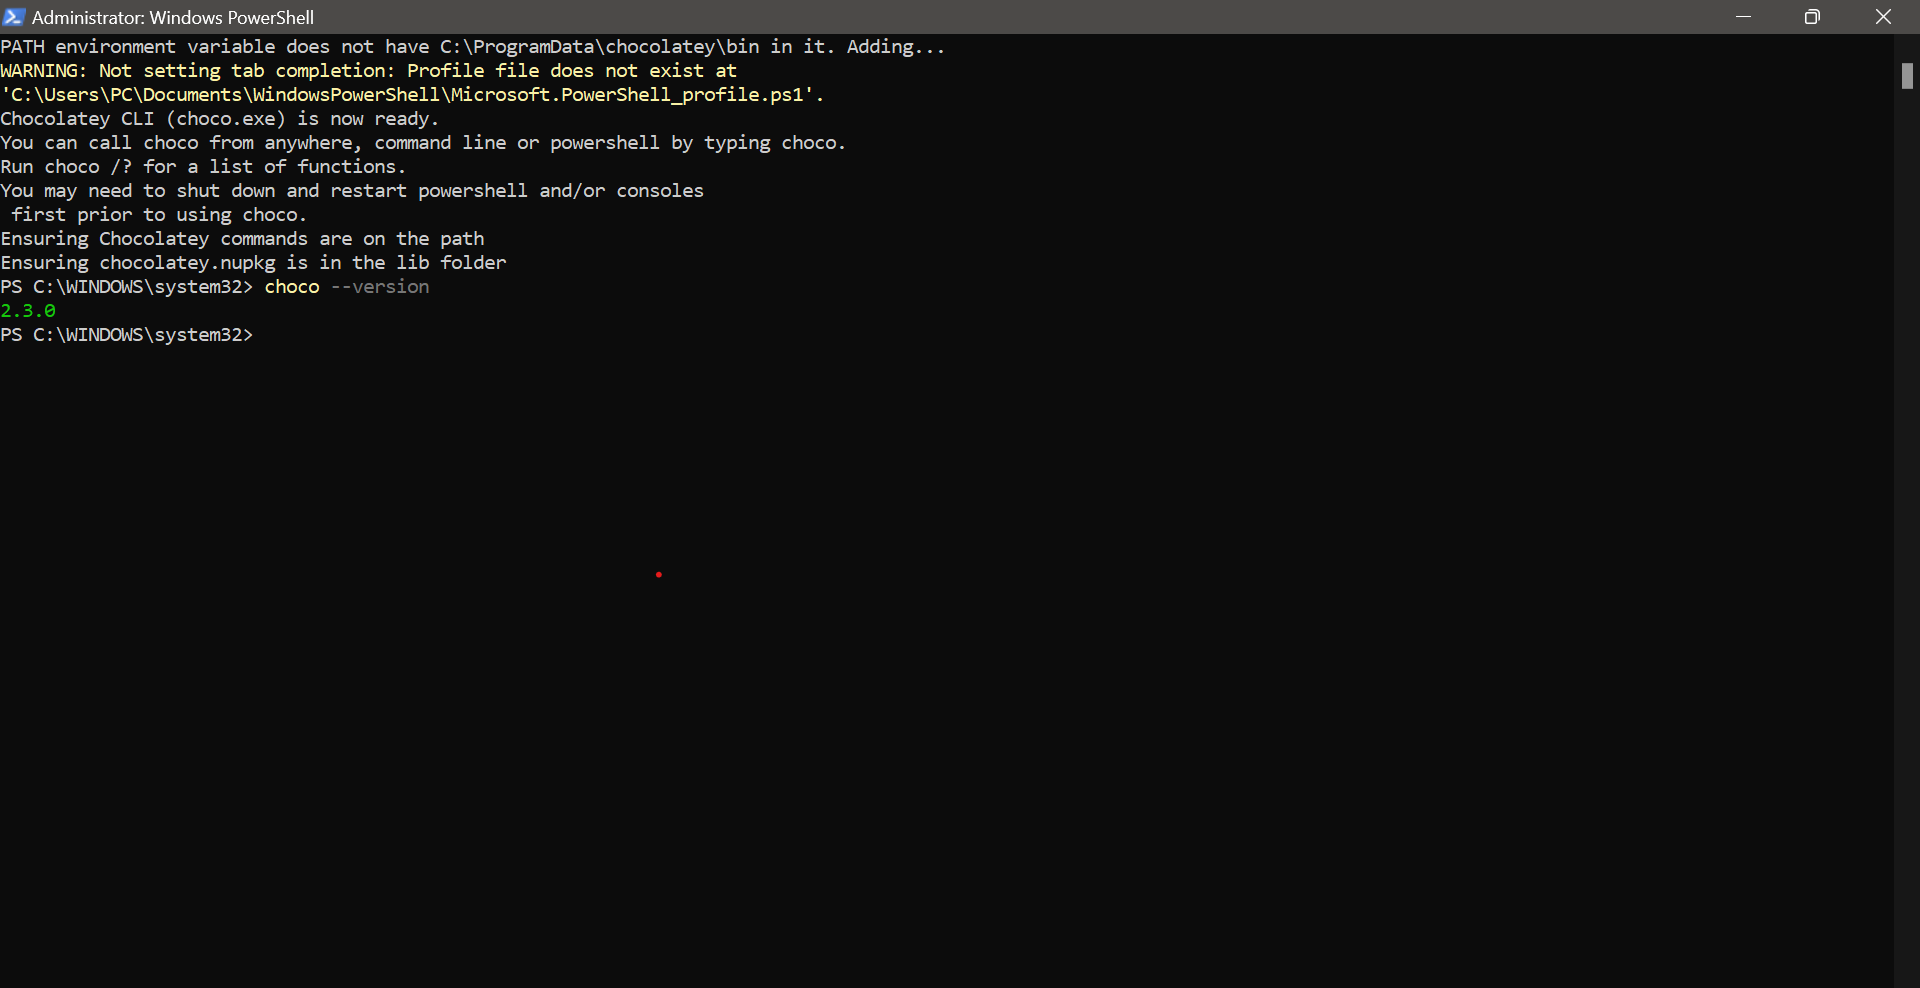 Administrator: Windows PowerShell
PATH environment variable does not have C:\ProgramData\chocolatey\bin in it. Adding...
WARNING: Not setting tab completion: Profile file does not exist at
'C:\Users\PC\Documents\WindowsPowerShell\Microsoft.PowerShell_profile.ps1'.
Chocolatey CLI (choco.exe) is now ready.
You can call choco from anywhere, command line or powershell by typing choco.
Run choco /? for a list of functions.
You may need to shut down and restart powershell and/or consoles
 first prior to using choco.
Ensuring Chocolatey commands are on the path
Ensuring chocolatey.nupkg is in the lib folder
PS C:\WINDOWS\system32> choco --version
2.3.0
PS C:\WINDOWS\system32>